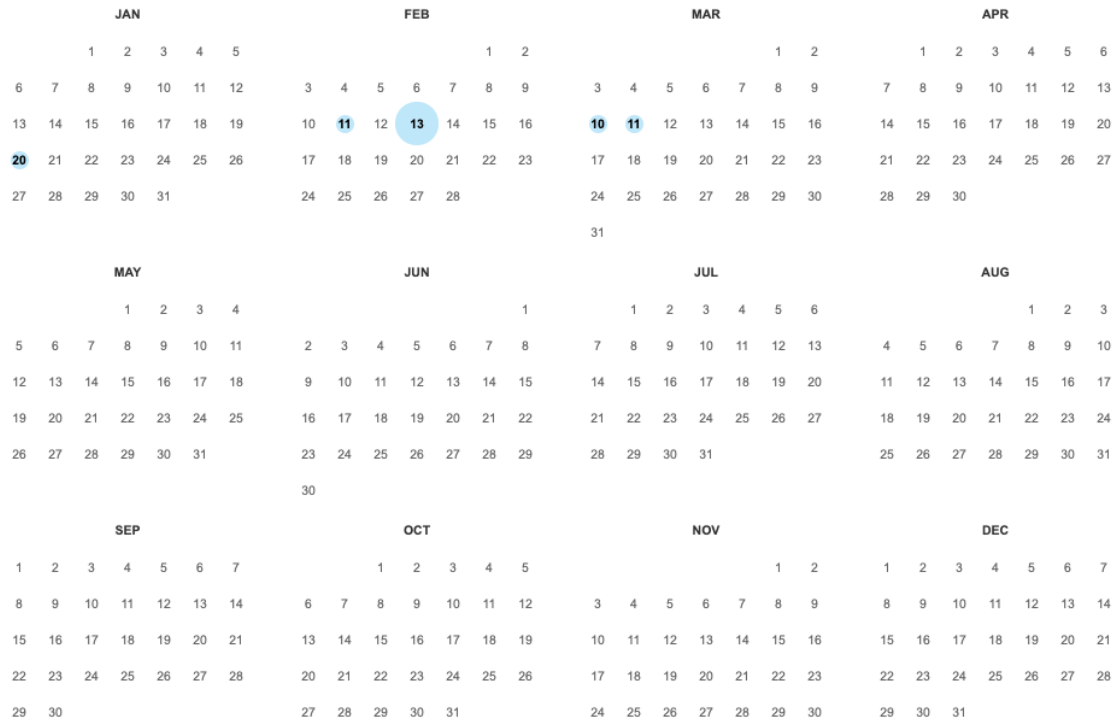 JAN FEB MAR APR
1 2 3 4 5 1 2 1 2 1 2 3 4 5 6
6 7 8 9 10 11 12 3 4 5 6 7 8 9 3 4 5 6 7 8 9 7 8 9 10 11 12 13
13 14 15 16 17 18 19 10 11 12 13 14 15 16 10 11 12 13 14 15 16 14 15 16 17 18 19 20
20 21 22 23 24 25 26 17 18 19 20 21 22 23 17 18 19 20 21 22 23 21 22 23 24 25 26 27
27 28 29 30 31 24 25 26 27 28 24 25 26 27 28 29 30 28 29 30
31
MAY JUN JUL AUG
1 2 3 4 1 1 2 3 4 5 6 1 2 3
5 6 7 8 9 10 11 2 3 4 5 6 7 8 7 8 9 10 11 12 13 4 5 6 7 8 9 10
12 13 14 15 16 17 18 9 10 11 12 13 14 15 14 15 16 17 18 19 20 11 12 13 14 15 16 17
19 20 21 22 23 24 25 16 17 18 19 20 21 22 21 22 23 24 25 26 27 18 19 20 21 22 23 24
26 27 28 29 30 31 23 24 25 26 27 28 29 28 29 30 31 25 26 27 28 29 30 31
30
SEP OCT NOV DEC
1 2 3 4 5 6 7 1 2 3 4 5 1 2 1 2 3 4 5 6 7
8 9 10 11 12 13 14 6 7 8 9 10 11 12 3 4 5 6 7 8 9 8 9 10 11 12 13 14
15 16 17 18 19 20 21 13 14 15 16 17 18 19 10 11 12 13 14 15 16 15 16 17 18 19 20 21
22 23 24 25 26 27 28 20 21 22 23 24 25 26 17 18 19 20 21 22 23 22 23 24 25 26 27 28
29 30 27 28 29 30 31 24 25 26 27 28 29 30 29 30 31